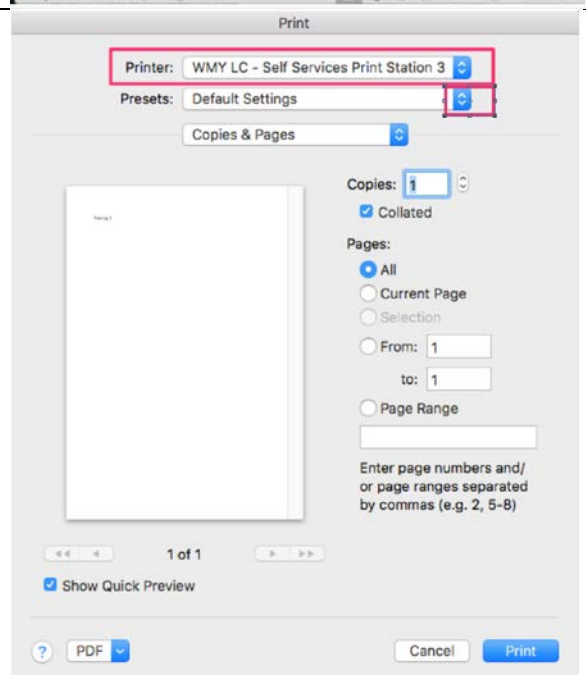 Print
Printer: WMY LC - Self Services Print Station 3
Presets: Default Settings
Copies & Pages
Copies: 1
Collated
Pages:
All
Current Page
Selection
From: 1
to: 1
Page Range
Enter page numbers and/
or page ranges separated
by commas (e.g. 2, 5-8)
1 of 1
Show Quick Preview
? PDF Cancel Print